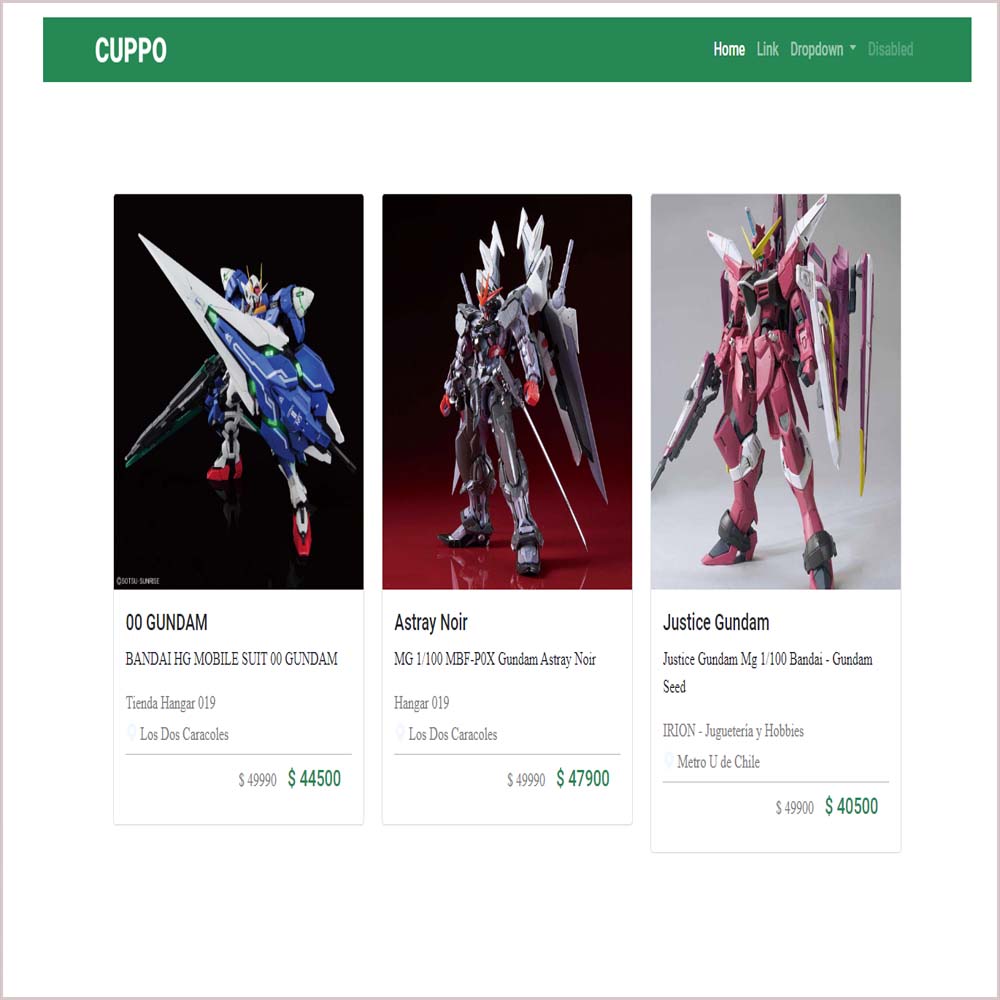 CUPPO
Home Link Dropdown Disabled
©SOTSU·SUNRISE
00 GUNDAM
BANDAI HG MOBILE SUIT 00 GUNDAM
Tienda Hangar 019
Los Dos Caracoles
$ 49990 $ 44500
Astray Noir
MG 1/100 MBF-P0X Gundam Astray Noir
Hangar 019
Los Dos Caracoles
$ 49990 $ 47900
Justice Gundam
Justice Gundam Mg 1/100 Bandai - Gundam
Seed
IRION - Juguetería y Hobbies
Metro U de Chile
$ 49900 $ 40500